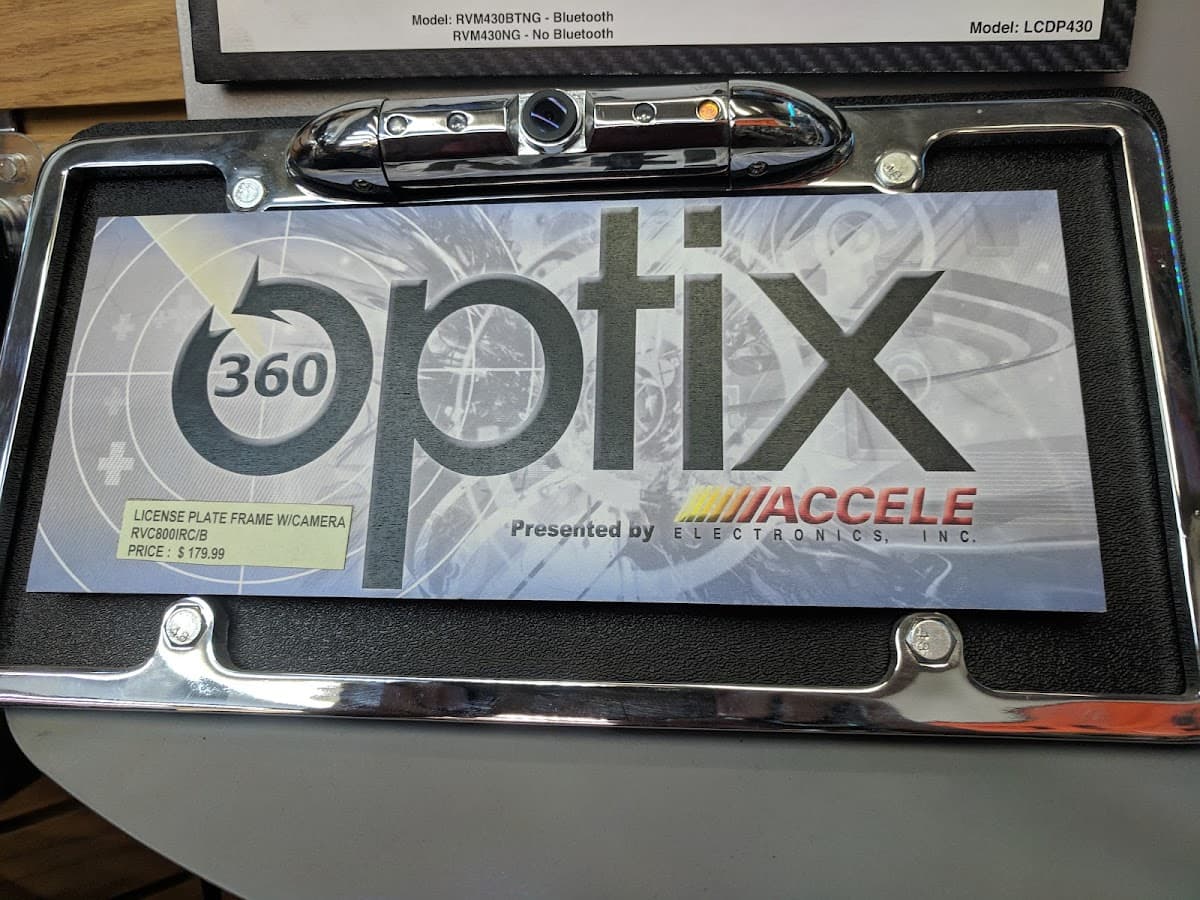 Model: RVM430BTNG - Bluetooth
RVM430NG - No Bluetooth
Model: LCDP430
optix
360
LICENSE PLATE FRAME W/CAMERA
RVC800IRC/B
PRICE : $ 179.99
Presented by ACCELE
ELECTRONICS, INC.